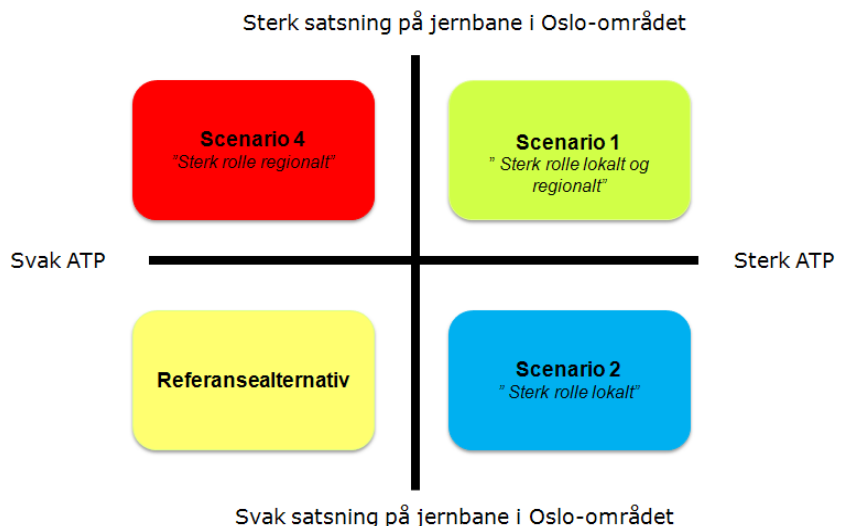 Sterk satsning på jernbane i Oslo-området
Scenario 4
”Sterk rolle regionalt”
Scenario 1
” Sterk rolle lokalt og
regionalt”
Svak ATP
Sterk ATP
Referansealternativ
Scenario 2
” Sterk rolle lokalt”
Svak satsning på jernbane i Oslo-området